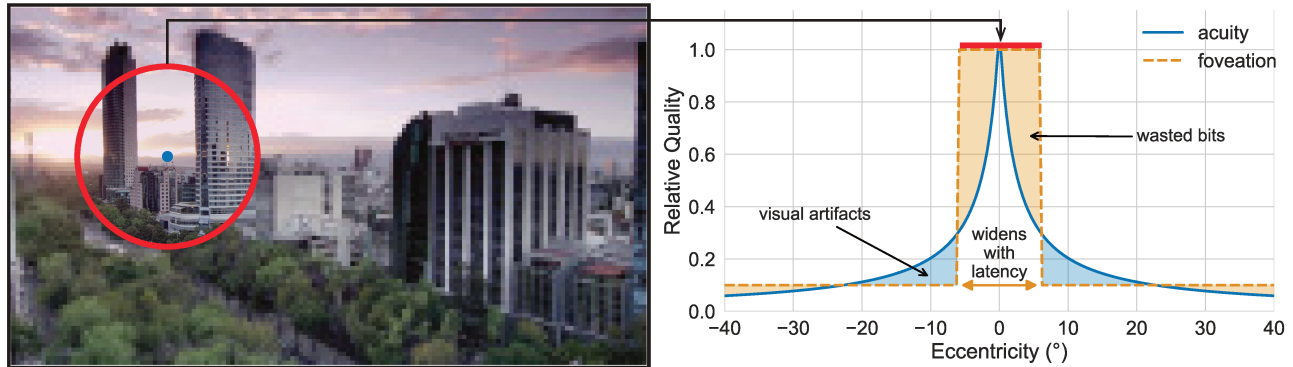 acuity
foveation
1.0
0.8
0.6
0.4
0.2
0.0
Relative Quality
wasted bits
visual artifacts
widens
with
latency
−40
−30
−20
−10
0
10
20
30
40
Eccentricity (°)